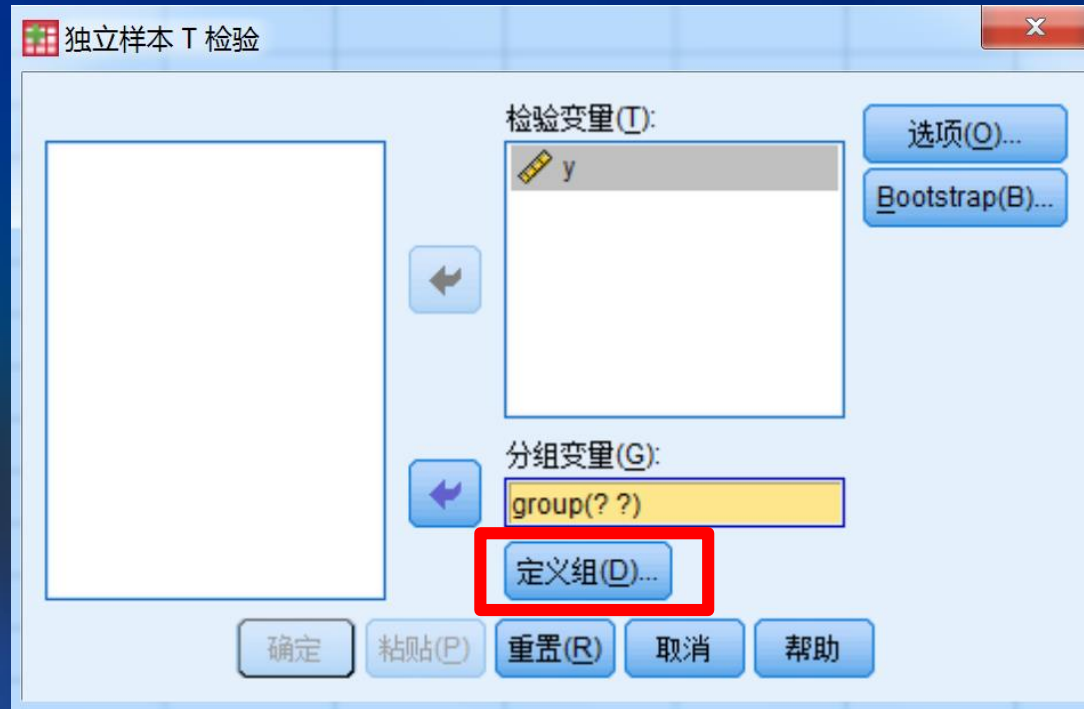 独立样本 T 检验
x
检验变量(T):
y
选项(O)...
Bootstrap(B)...
分组变量(G):
group(? ?)
定义组(D)...
确定
粘贴(P)
重置(R)
取消
帮助